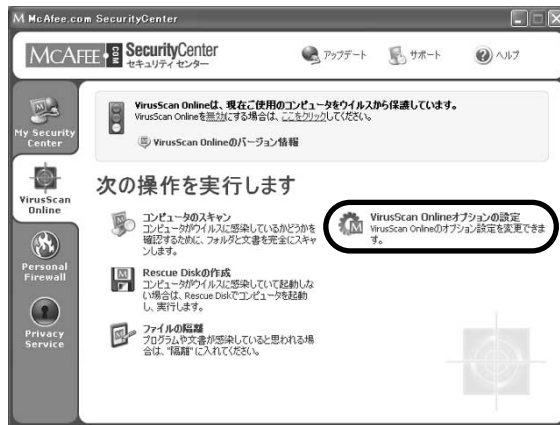 McAfee.com SecurityCenter
McAFEE .COM SecurityCenter
セキュリティ センター
アップデート
サポート
ヘルプ
My Security
Center
VirusScan
Online
Personal
Firewall
Privacy
Service
VirusScan Onlineは、現在ご使用のコンピュータをウイルスから保護しています。
VirusScan Onlineを無効にする場合は、ここをクリックしてください。
VirusScan Onlineのバージョン情報
次の操作を実行します
コンピュータのスキャン
コンピュータがウイルスに感染しているかどうかを
確認するために、フォルダと文書を完全にスキャ
ンします。
Rescue Diskの作成
コンピュータがウイルスに感染していて起動しな
い場合は、Rescue Diskでコンピュータを起動
し、実行します。
ファイルの隔離
プログラムや文書が感染していると思われる場
合は、"隔離"に入れてください。
VirusScan Onlineオプションの設定
VirusScan Onlineのオプション設定を変更できま
す。